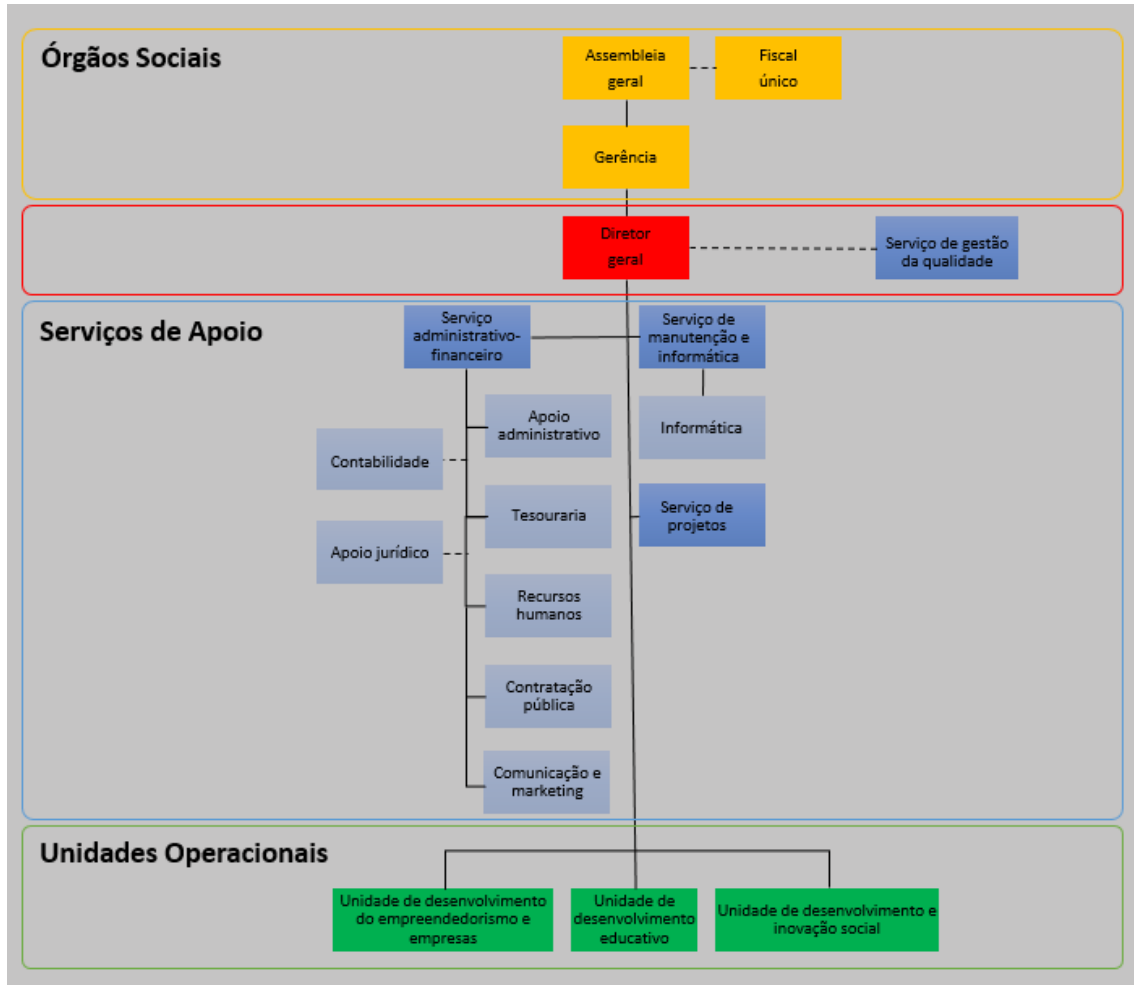 Órgãos Sociais
Assembleia
geral
Fiscal
único
Gerência
Diretor
geral
Serviço de gestão
da qualidade
Serviços de Apoio
Serviço
administrativo-
financeiro
Serviço de
manutenção e
informática
Apoio
administrativo
Informática
Contabilidade
Tesouraria
Serviço de
projetos
Apoio jurídico
Recursos
humanos
Contratação
pública
Comunicação e
marketing
Unidades Operacionais
Unidade de desenvolvimento
do empreendedorismo e
empresas
Unidade de
desenvolvimento
educativo
Unidade de desenvolvimento e
inovação social